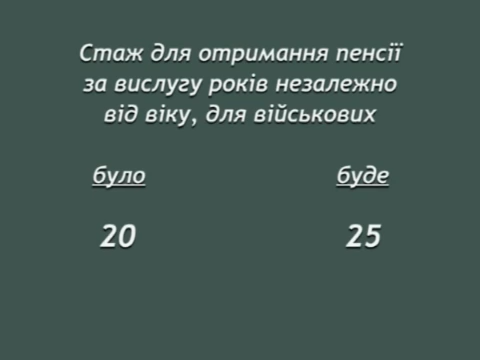 Стаж для отримання пенсії
за вислугу років незалежно
від віку, для військових
було буде
20 25